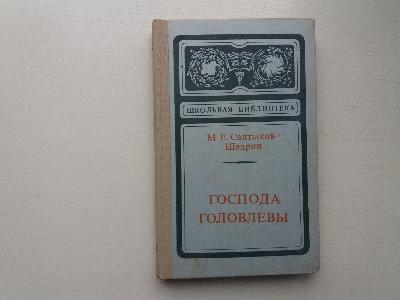 ШКОЛЬНАЯ БИБЛИОТЕКА
М. Е. Салтыков-
Щедрин
ГОСПОДА
ГОЛОВЛЕВЫ